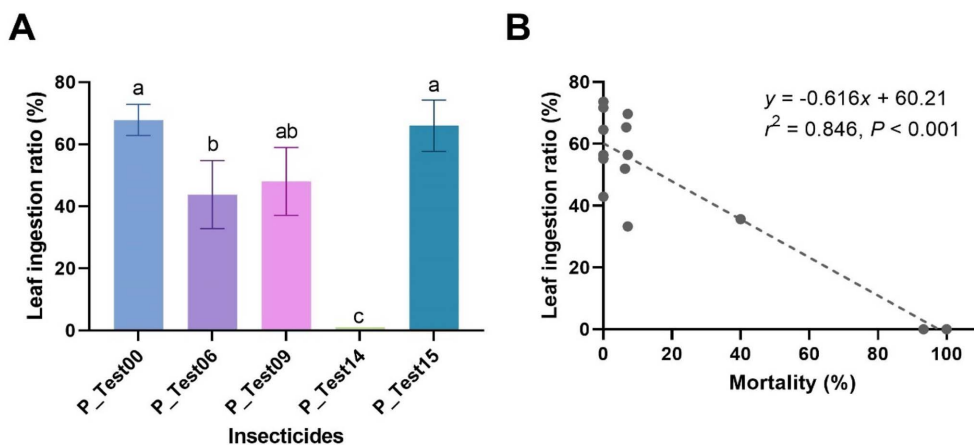 A
Leaf ingestion ratio (%)
80
60
40
20
0
a
b
ab
c
a
P_Test00
P_Test06
P_Test09
P_Test14
P_Test15
Insecticides
B
Leaf ingestion ratio (%)
80
60
40
20
0
y = -0.616x + 60.21
r² = 0.846, P < 0.001
0 20 40 60 80 100
Mortality (%)